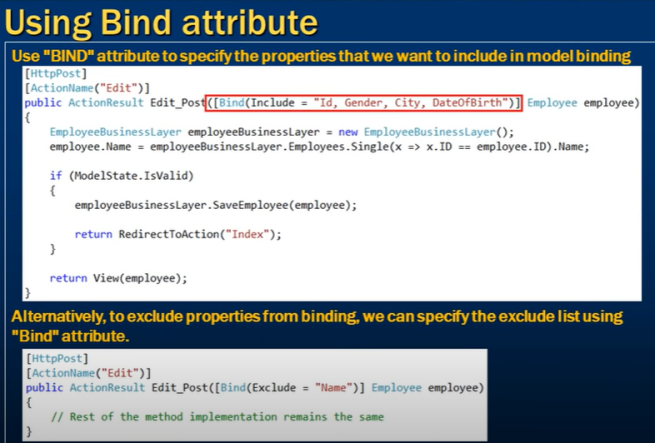 Using Bind attribute
Use "BIND" attribute to specify the properties that we want to include in model binding
[HttpPost]
[ActionName("Edit")]
public ActionResult Edit_Post([Bind(Include = "Id, Gender, City, DateOfBirth")] Employee employee)
{
    EmployeeBusinessLayer employeeBusinessLayer = new EmployeeBusinessLayer();
    employee.Name = employeeBusinessLayer.Employees.Single(x => x.ID == employee.ID).Name;

    if (ModelState.IsValid)
    {
        employeeBusinessLayer.SaveEmployee(employee);

        return RedirectToAction("Index");
    }

    return View(employee);
}
Alternatively, to exclude properties from binding, we can specify the exclude list using
"Bind" attribute.
[HttpPost]
[ActionName("Edit")]
public ActionResult Edit_Post([Bind(Exclude = "Name")] Employee employee)
{
    // Rest of the method implementation remains the same
}